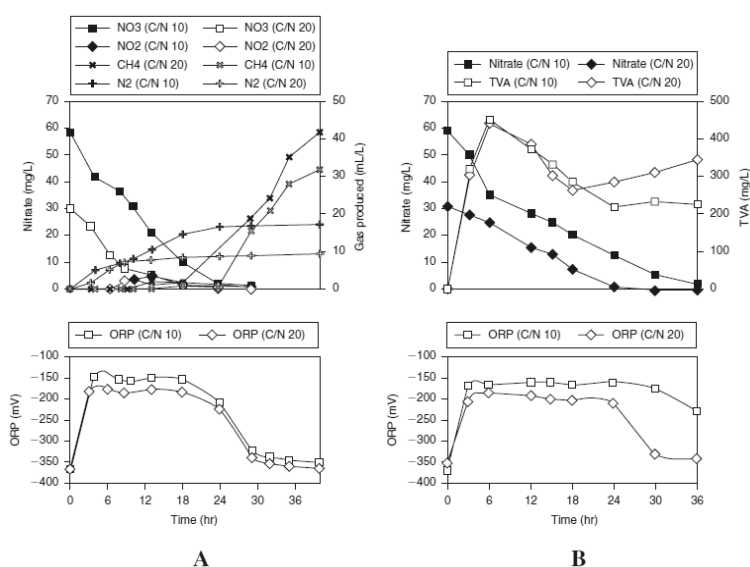 NO3 (C/N 10) NO3 (C/N 20)
NO2 (C/N 10) NO2 (C/N 20)
CH4 (C/N 20) CH4 (C/N 10)
N2 (C/N 10) N2 (C/N 20)
70
60
50
40
30
20
10
0
Nitrate (mg/L)
50
40
30
20
10
0
Gas produced (mL/L)
ORP (C/N 10) ORP (C/N 20)
−100
−150
−200
−250
−300
−350
−400
ORP (mV)
0 6 12 18 24 30 36
Time (hr)
A
Nitrate (C/N 10) Nitrate (C/N 20)
TVA (C/N 10) TVA (C/N 20)
70
60
50
40
30
20
10
0
Nitrate (mg/L)
500
400
300
200
100
0
TVA (mg/L)
ORP (C/N 10) ORP (C/N 20)
−100
−150
−200
−250
−300
−350
−400
ORP (mV)
0 6 12 18 24 30 36
Time (hr)
B